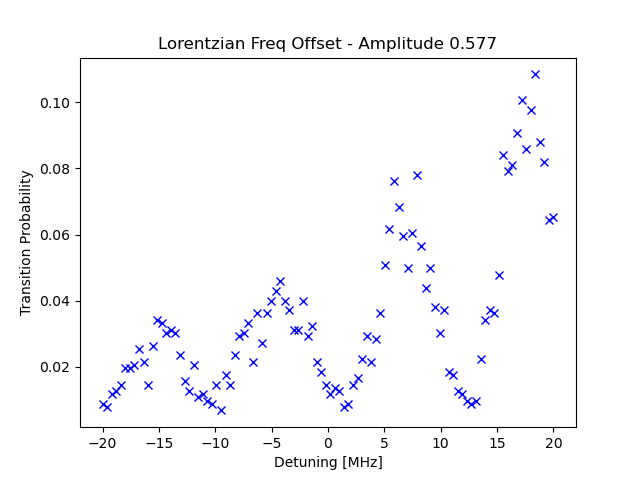 Lorentzian Freq Offset - Amplitude 0.577
Transition Probability
0.10
0.08
0.06
0.04
0.02
−20 −15 −10 −5 0 5 10 15 20
Detuning [MHz]